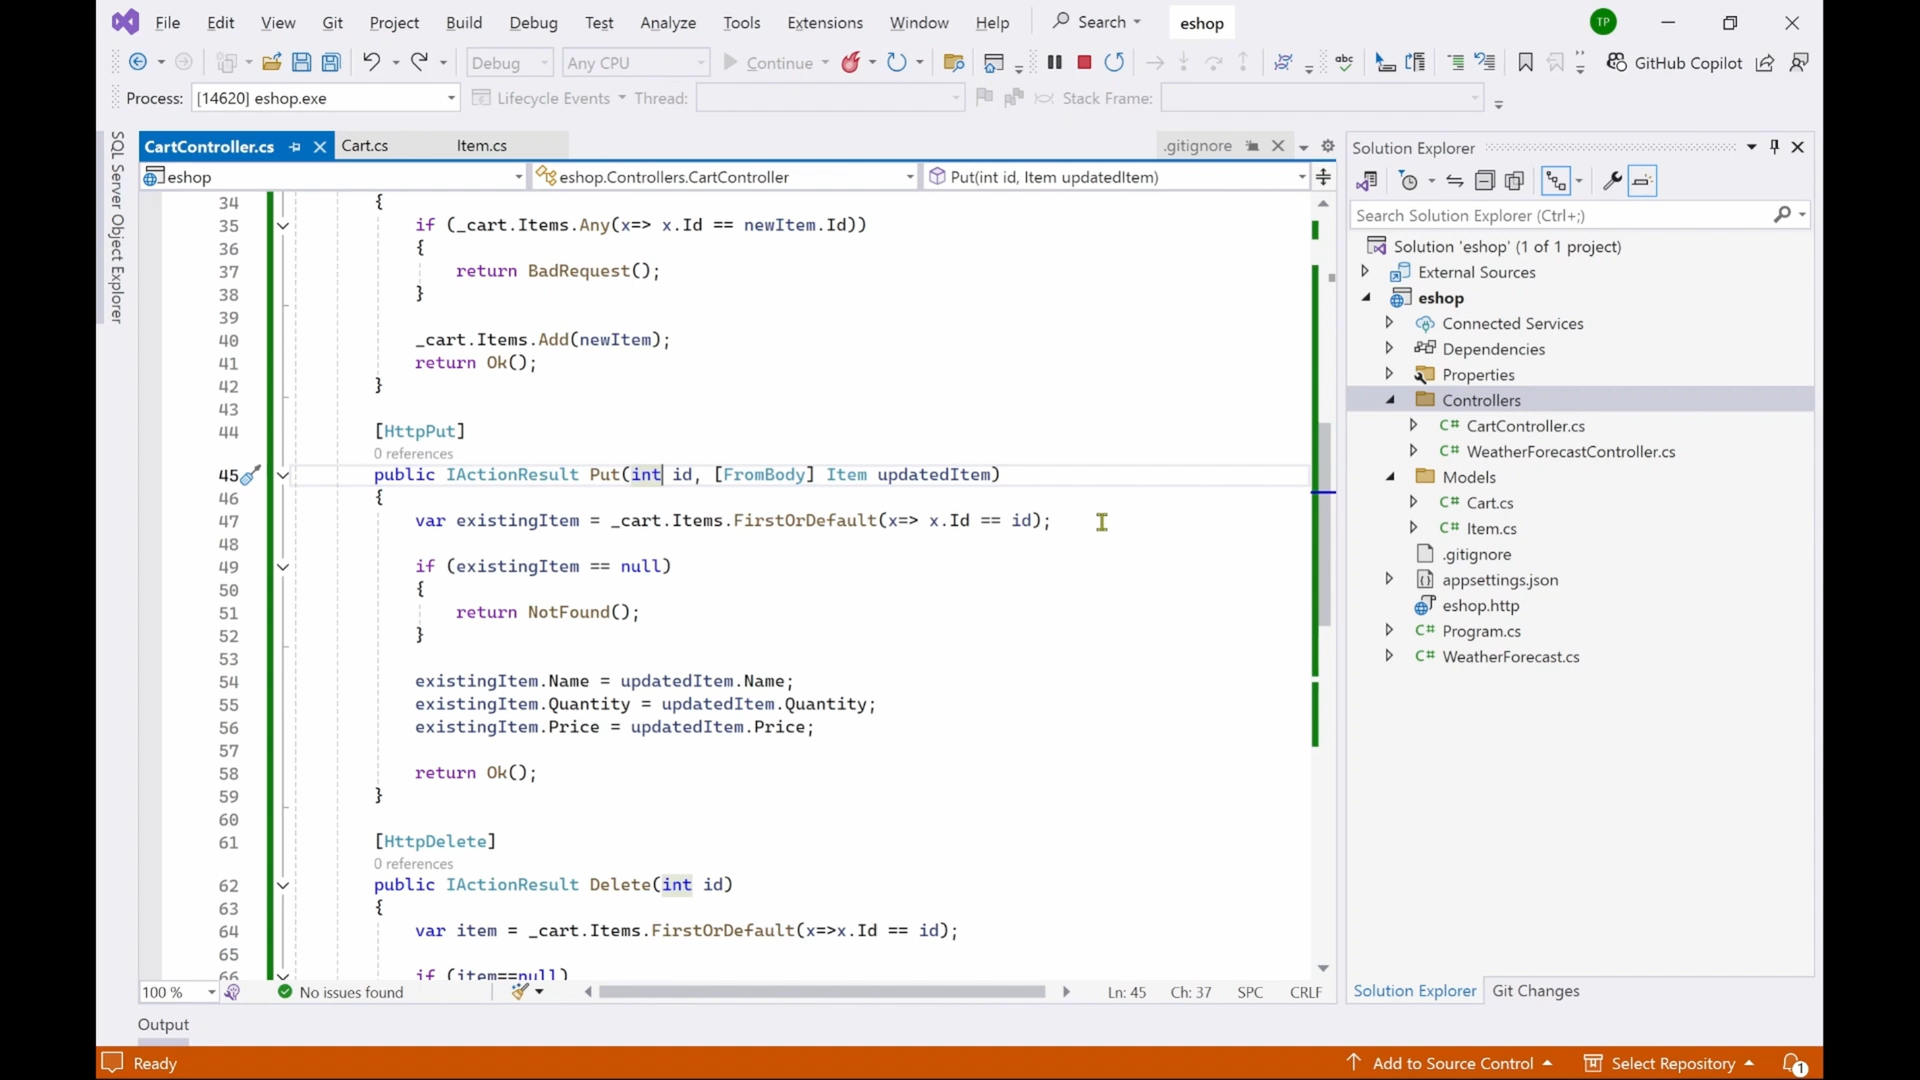 File Edit View Git Project Build Debug Test Analyze Tools Extensions Window Help Search eshop TP
Debug Any CPU Continue GitHub Copilot
Process: [14620] eshop.exe Lifecycle Events Thread: Stack Frame:
SQL Server Object Explorer
CartController.cs Cart.cs Item.cs .gitignore
eshop eshop.Controllers.CartController Put(int id, Item updatedItem)
34 {
35 if (_cart.Items.Any(x=> x.Id == newItem.Id))
36 {
37 return BadRequest();
38 }
39
40 _cart.Items.Add(newItem);
41 return Ok();
42 }
43
44 [HttpPut]
0 references
45 public IActionResult Put(int id, [FromBody] Item updatedItem)
46 {
47 var existingItem = _cart.Items.FirstOrDefault(x=> x.Id == id);
48
49 if (existingItem == null)
50 {
51 return NotFound();
52 }
53
54 existingItem.Name = updatedItem.Name;
55 existingItem.Quantity = updatedItem.Quantity;
56 existingItem.Price = updatedItem.Price;
57
58 return Ok();
59 }
60
61 [HttpDelete]
0 references
62 public IActionResult Delete(int id)
63 {
64 var item = _cart.Items.FirstOrDefault(x=>x.Id == id);
65
66 if (item==null)
100 % No issues found Ln: 45 Ch: 37 SPC CRLF
Output
Solution Explorer
Search Solution Explorer (Ctrl+;)
Solution 'eshop' (1 of 1 project)
External Sources
eshop
Connected Services
Dependencies
Properties
Controllers
C# CartController.cs
C# WeatherForecastController.cs
Models
C# Cart.cs
C# Item.cs
.gitignore
appsettings.json
eshop.http
C# Program.cs
C# WeatherForecast.cs
Solution Explorer Git Changes
Ready Add to Source Control Select Repository 1